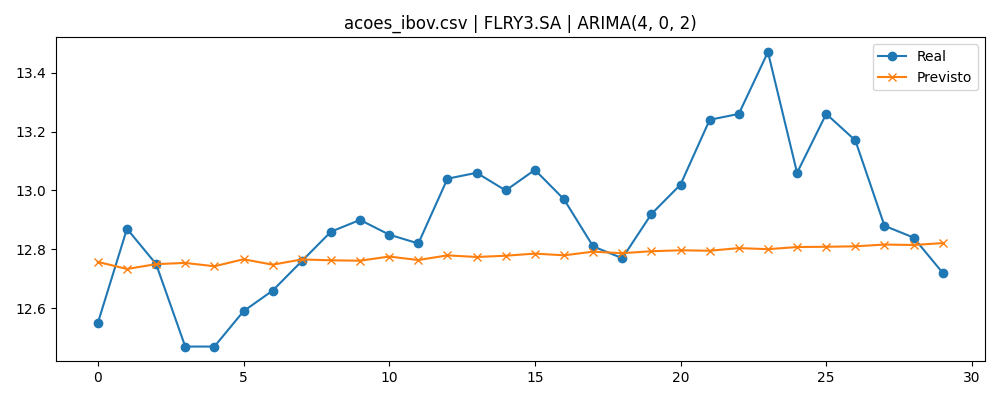 acoes_ibov.csv | FLRY3.SA | ARIMA(4, 0, 2)
Real
Previsto
13.4
13.2
13.0
12.8
12.6
0 5 10 15 20 25 30